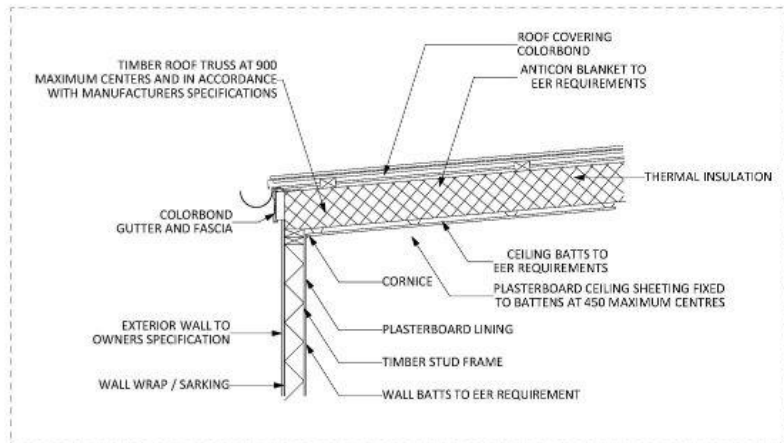 ROOF COVERING
COLORBOND
TIMBER ROOF TRUSS AT 900
MAXIMUM CENTERS AND IN ACCORDANCE
WITH MANUFACTURERS SPECIFICATIONS
ANTICON BLANKET TO
EER REQUIREMENTS
THERMAL INSULATION
COLORBOND
GUTTER AND FASCIA
CEILING BATTS TO
EER REQUIREMENTS
CORNICE
PLASTERBOARD CEILING SHEETING FIXED
TO BATTENS AT 450 MAXIMUM CENTRES
EXTERIOR WALL TO
OWNERS SPECIFICATION
PLASTERBOARD LINING
TIMBER STUD FRAME
WALL WRAP / SARKING
WALL BATTS TO EER REQUIREMENT